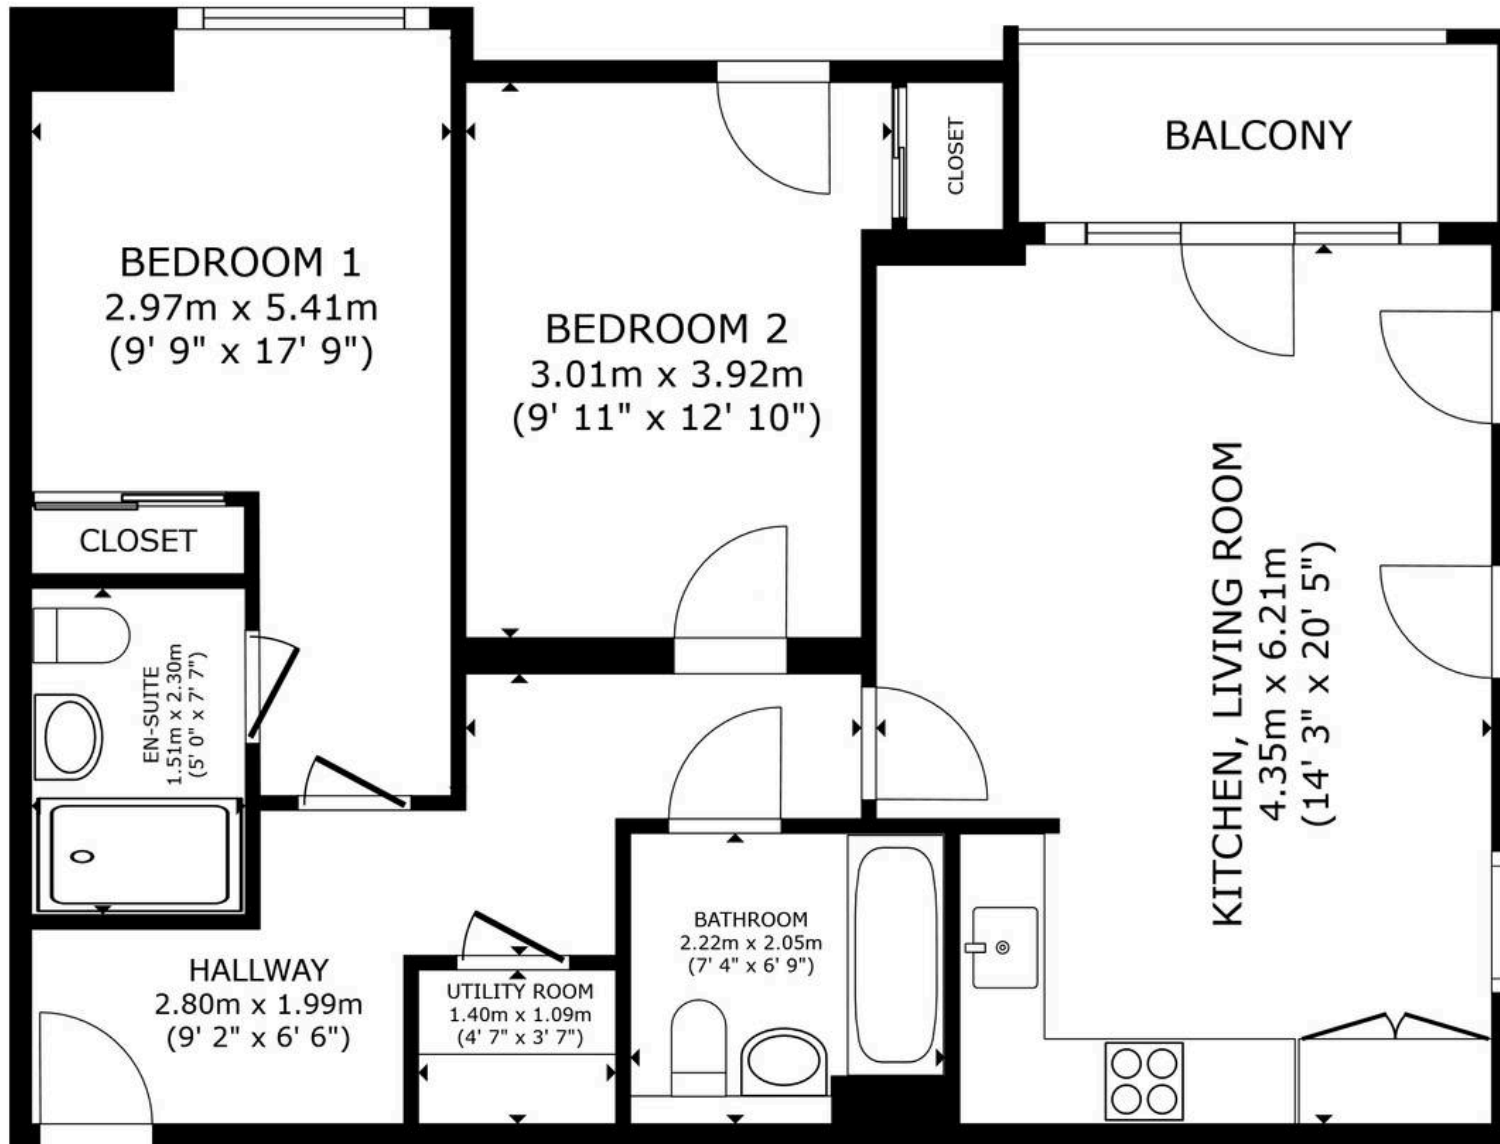 BEDROOM 1
2.97m x 5.41m
(9' 9" x 17' 9")
BEDROOM 2
3.01m x 3.92m
(9' 11" x 12' 10")
CLOSET
BALCONY
CLOSET
EN-SUITE
1.51m x 2.30m
(5' 0" x 7' 7")
KITCHEN, LIVING ROOM
4.35m x 6.21m
(14' 3" x 20' 5")
HALLWAY
2.80m x 1.99m
(9' 2" x 6' 6")
UTILITY ROOM
1.40m x 1.09m
(4' 7" x 3' 7")
BATHROOM
2.22m x 2.05m
(7' 4" x 6' 9")